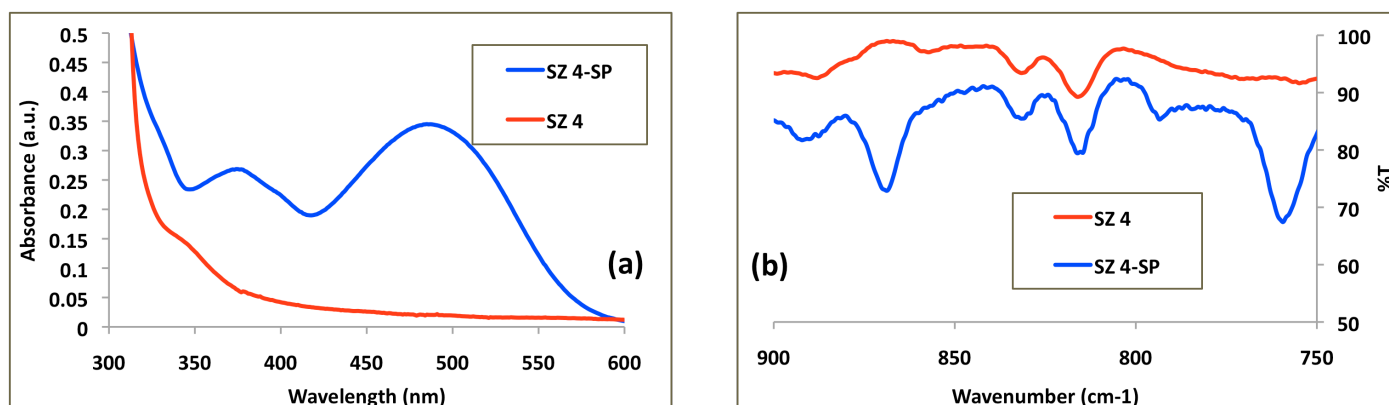 0.5
0.45
0.4
0.35
0.3
0.25
0.2
0.15
0.1
0.05
0
Absorbance (a.u.)
SZ 4-SP
SZ 4
(a)
300 350 400 450 500 550 600
Wavelength (nm)
100
90
80
70
60
50
%T
SZ 4
SZ 4-SP
(b)
900 850 800 750
Wavenumber (cm-1)